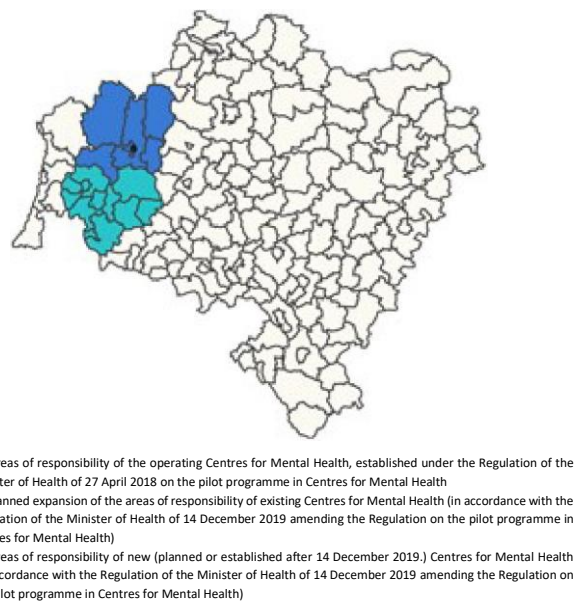 reas of responsibility of the operating Centres for Mental Health, established under the Regulation of the
ter of Health of 27 April 2018 on the pilot programme in Centres for Mental Health
anned expansion of the areas of responsibility of existing Centres for Mental Health (in accordance with the
ation of the Minister of Health of 14 December 2019 amending the Regulation on the pilot programme in
es for Mental Health)
reas of responsibility of new (planned or established after 14 December 2019.) Centres for Mental Health
ccordance with the Regulation of the Minister of Health of 14 December 2019 amending the Regulation on
ilot programme in Centres for Mental Health)